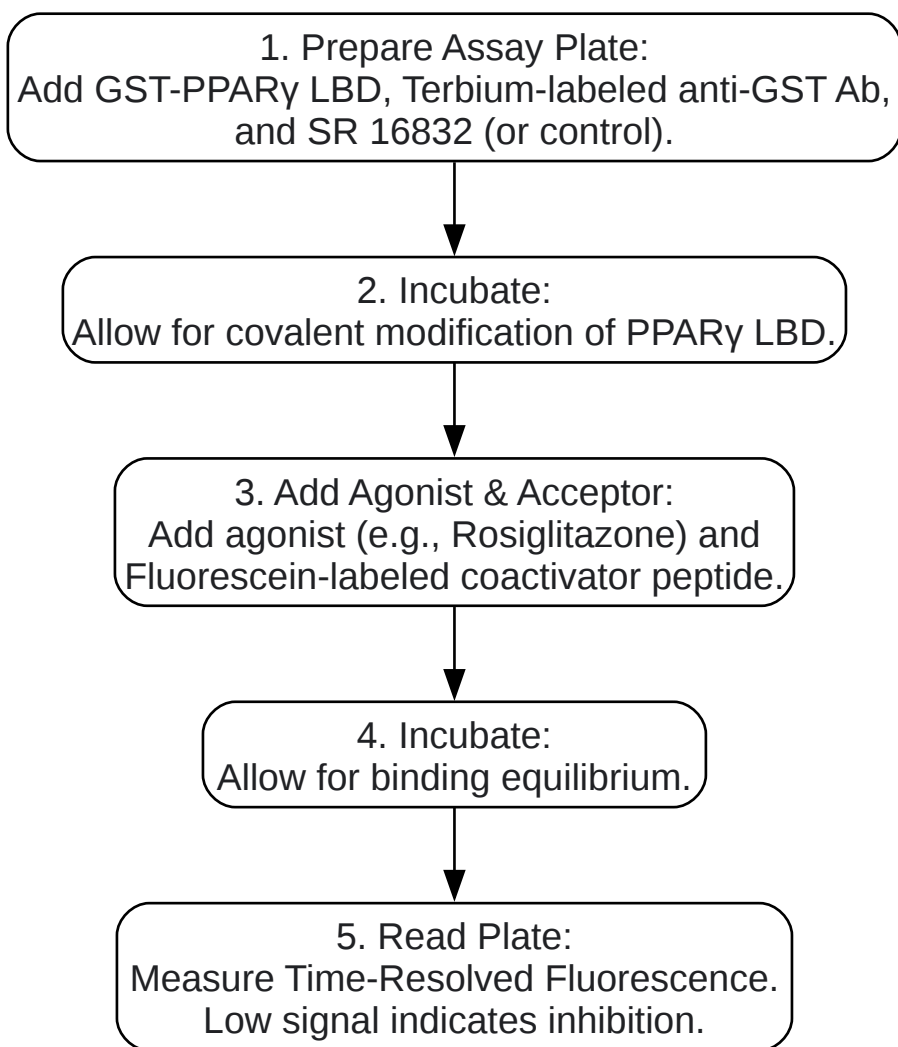 1. Prepare Assay Plate:
Add GST-PPARγ LBD, Terbium-labeled anti-GST Ab,
and SR 16832 (or control).
2. Incubate:
Allow for covalent modification of PPARγ LBD.
3. Add Agonist & Acceptor:
Add agonist (e.g., Rosiglitazone) and
Fluorescein-labeled coactivator peptide.
4. Incubate:
Allow for binding equilibrium.
5. Read Plate:
Measure Time-Resolved Fluorescence.
Low signal indicates inhibition.